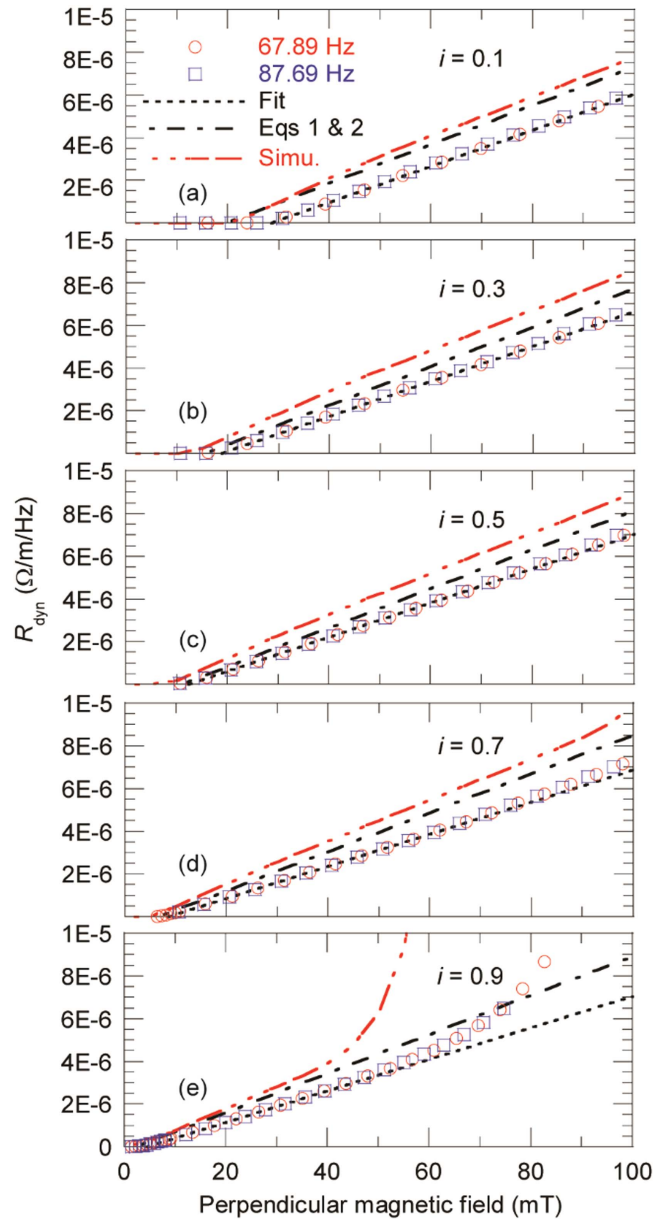 1E-5
67.89 Hz
i = 0.1
8E-6
87.69 Hz
6E-6
Fit
4E-6
Eqs 1 & 2
2E-6
Simu.
(a)
1E-5
8E-6
i = 0.3
6E-6
4E-6
2E-6
(b)
1E-5
8E-6
i = 0.5
6E-6
4E-6
2E-6
(c)
Rdyn (Ω/m/Hz)
1E-5
8E-6
i = 0.7
6E-6
4E-6
2E-6
(d)
1E-5
8E-6
i = 0.9
6E-6
4E-6
2E-6
(e)
0
0 20 40 60 80 100
Perpendicular magnetic field (mT)